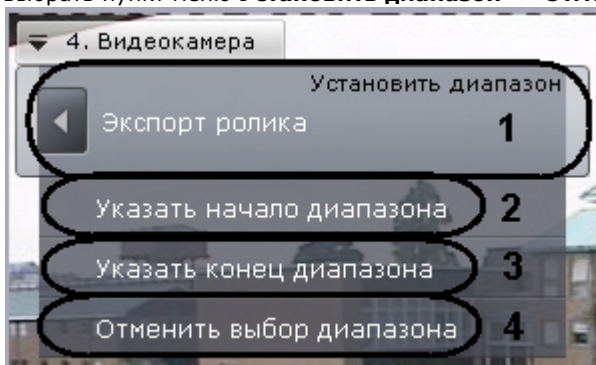 4. Видеокамера
Установить диапазон
Экспорт ролика 1
Указать начало диапазона 2
Указать конец диапазона 3
Отменить выбор диапазона 4